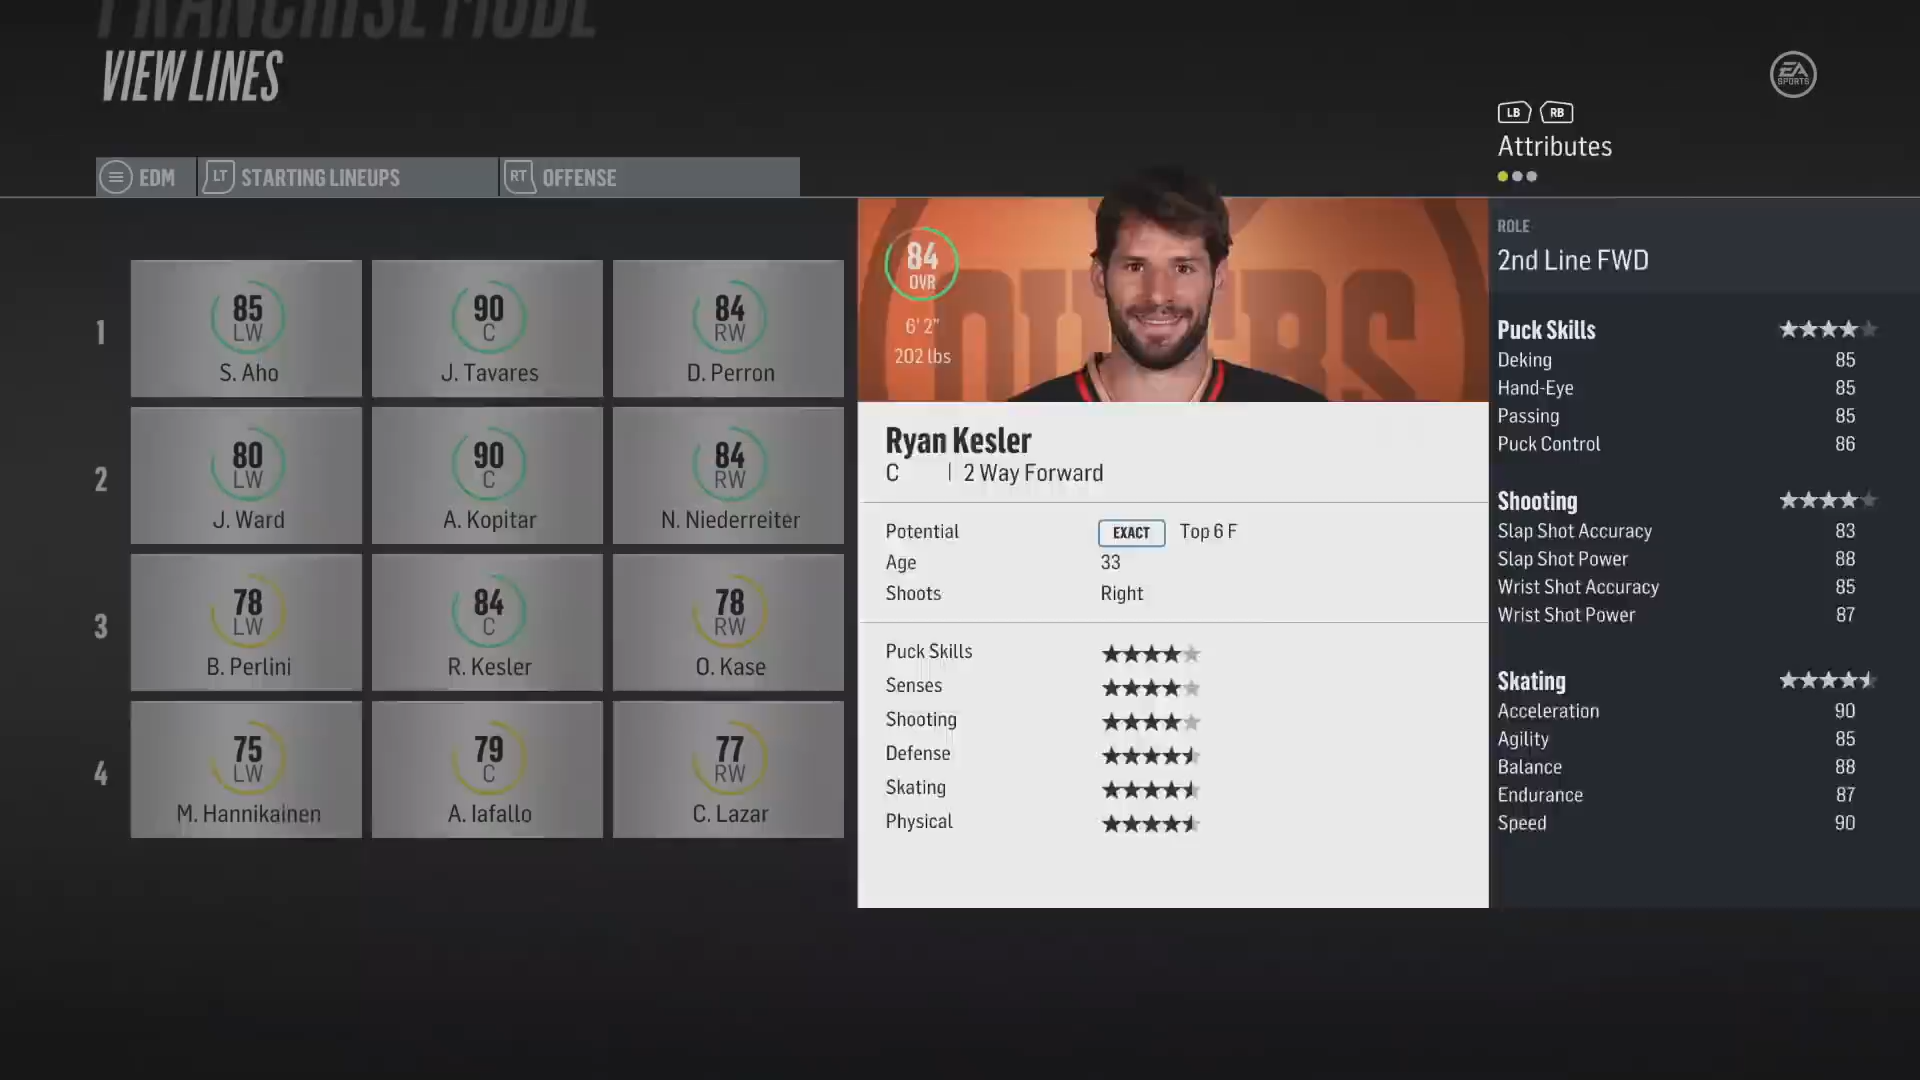 FRANCHISE MODE
VIEW LINES
EA
SPORTS
LB RB
Attributes
EDM
LT STARTING LINEUPS
RT OFFENSE
1
85
LW
S. Aho
90
C
J. Tavares
84
RW
D. Perron
2
80
LW
J. Ward
90
C
A. Kopitar
84
RW
N. Niederreiter
3
78
LW
B. Perlini
84
C
R. Kesler
78
RW
O. Kase
4
75
LW
M. Hannikainen
79
C
A. Iafallo
77
RW
C. Lazar
84
OVR
6' 2"
202 lbs
OILERS
Ryan Kesler
C | 2 Way Forward
Potential EXACT Top 6 F
Age 33
Shoots Right
Puck Skills
Senses
Shooting
Defense
Skating
Physical
ROLE
2nd Line FWD
Puck Skills
Deking 85
Hand-Eye 85
Passing 85
Puck Control 86
Shooting
Slap Shot Accuracy 83
Slap Shot Power 88
Wrist Shot Accuracy 85
Wrist Shot Power 87
Skating
Acceleration 90
Agility 85
Balance 88
Endurance 87
Speed 90